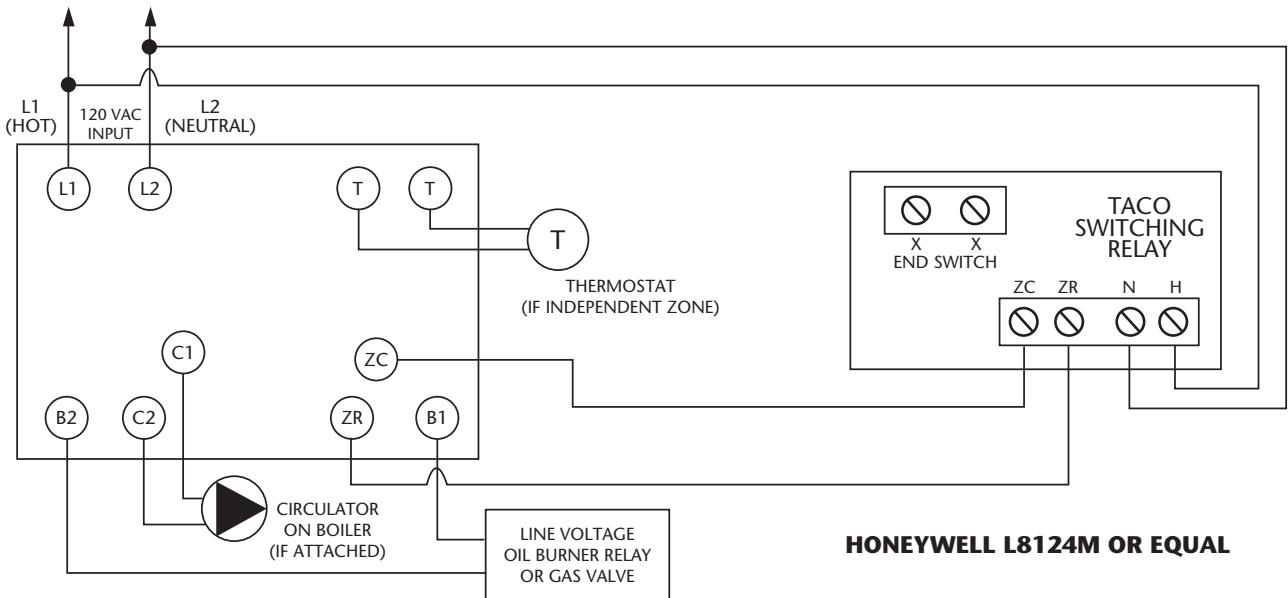 L1
(HOT)
120 VAC
INPUT
L2
(NEUTRAL)
L1
L2
T
T
T
THERMOSTAT
(IF INDEPENDENT ZONE)
X
X
END SWITCH
TACO
SWITCHING
RELAY
ZC
ZR
N
H
C1
ZC
B2
C2
ZR
B1
CIRCULATOR
ON BOILER
(IF ATTACHED)
LINE VOLTAGE
OIL BURNER RELAY
OR GAS VALVE
HONEYWELL L8124M OR EQUAL